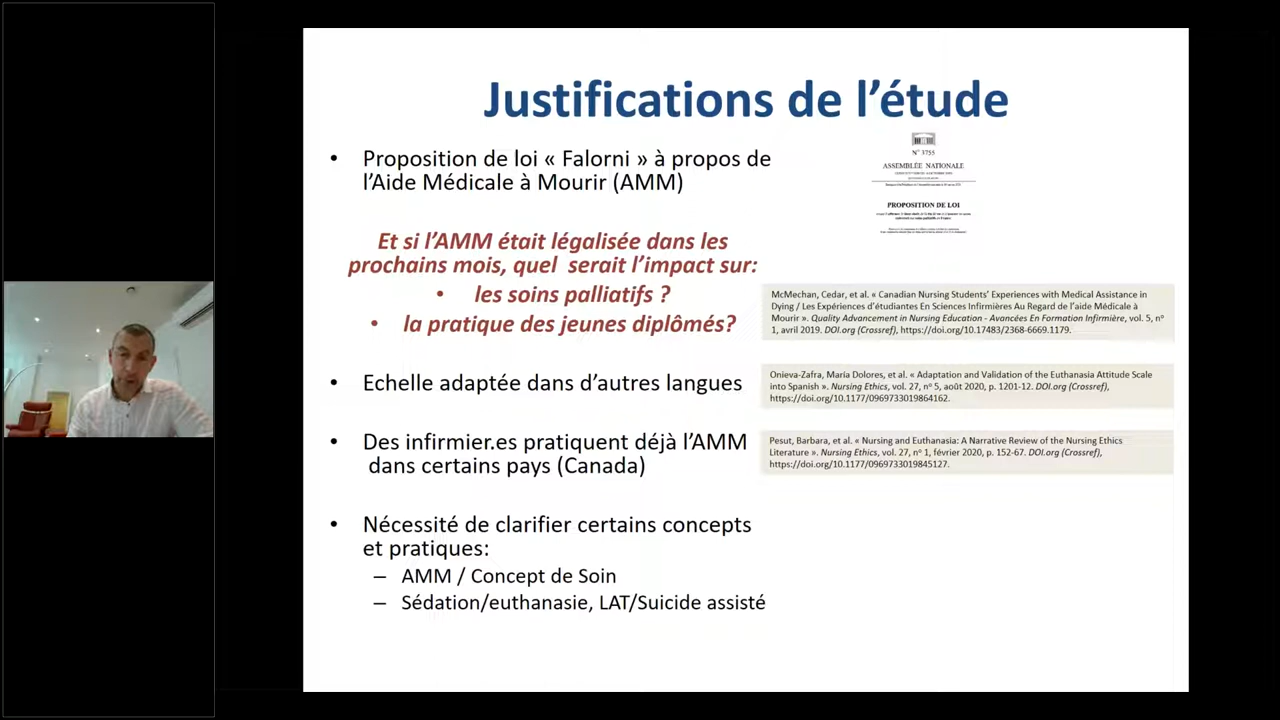 Justifications de l'étude
• Proposition de loi « Falorni » à propos de
l'Aide Médicale à Mourir (AMM)
N° 3755
ASSEMBLÉE NATIONALE
PROPOSITION DE LOI
Et si l'AMM était légalisée dans les
prochains mois, quel serait l'impact sur:
• les soins palliatifs ?
• la pratique des jeunes diplômés?
McMechan, Cedar, et al. « Canadian Nursing Students' Experiences with Medical Assistance in
Dying / Les Expériences d'étudiantes En Sciences Infirmières Au Regard de l'aide Médicale à
Mourir ». Quality Advancement in Nursing Education - Avancées En Formation Infirmière, vol. 5, nᵒ
1, avril 2019. DOI.org (Crossref), https://doi.org/10.17483/2368-6669.1179.
• Echelle adaptée dans d'autres langues
Onieva-Zafra, María Dolores, et al. « Adaptation and Validation of the Euthanasia Attitude Scale
into Spanish ». Nursing Ethics, vol. 27, nᵒ 5, août 2020, p. 1201-12. DOI.org (Crossref),
https://doi.org/10.1177/0969733019864162.
• Des infirmier.es pratiquent déjà l'AMM
dans certains pays (Canada)
Pesut, Barbara, et al. « Nursing and Euthanasia: A Narrative Review of the Nursing Ethics
Literature ». Nursing Ethics, vol. 27, nᵒ 1, février 2020, p. 152-67. DOI.org (Crossref),
https://doi.org/10.1177/0969733019845127.
• Nécessité de clarifier certains concepts
et pratiques:
– AMM / Concept de Soin
– Sédation/euthanasie, LAT/Suicide assisté